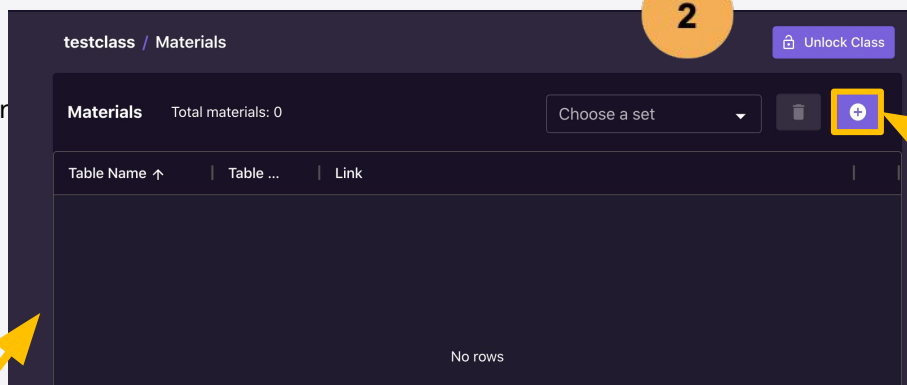 2
testclass / Materials
Unlock Class
Materials Total materials: 0
Choose a set
Table Name ↑ Table ... Link
No rows